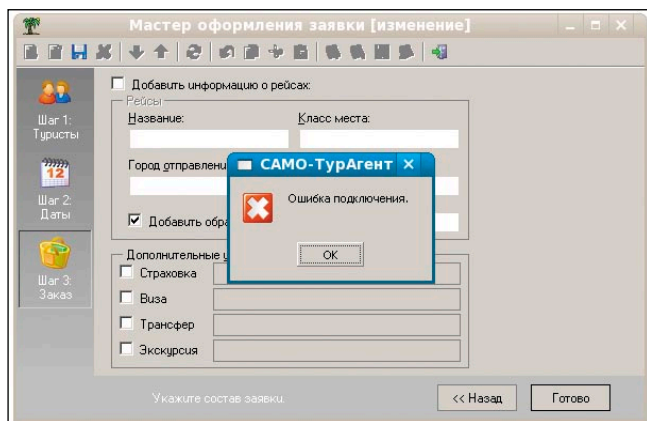 Мастер оформления заявки [изменение]
Добавить информацию о рейсах:
Рейсы
Название:
Класс места:
Шаг 1:
Туристы
Город отправлени
САМО-ТурАгент
Ошибка подключения.
OK
12
Шаг 2:
Даты
Добавить обра
Дополнительные у
Страховка
Шаг 3:
Заказ
Виза
Трансфер
Экскурсия
Укажите состав заявки.
<< Назад
Готово